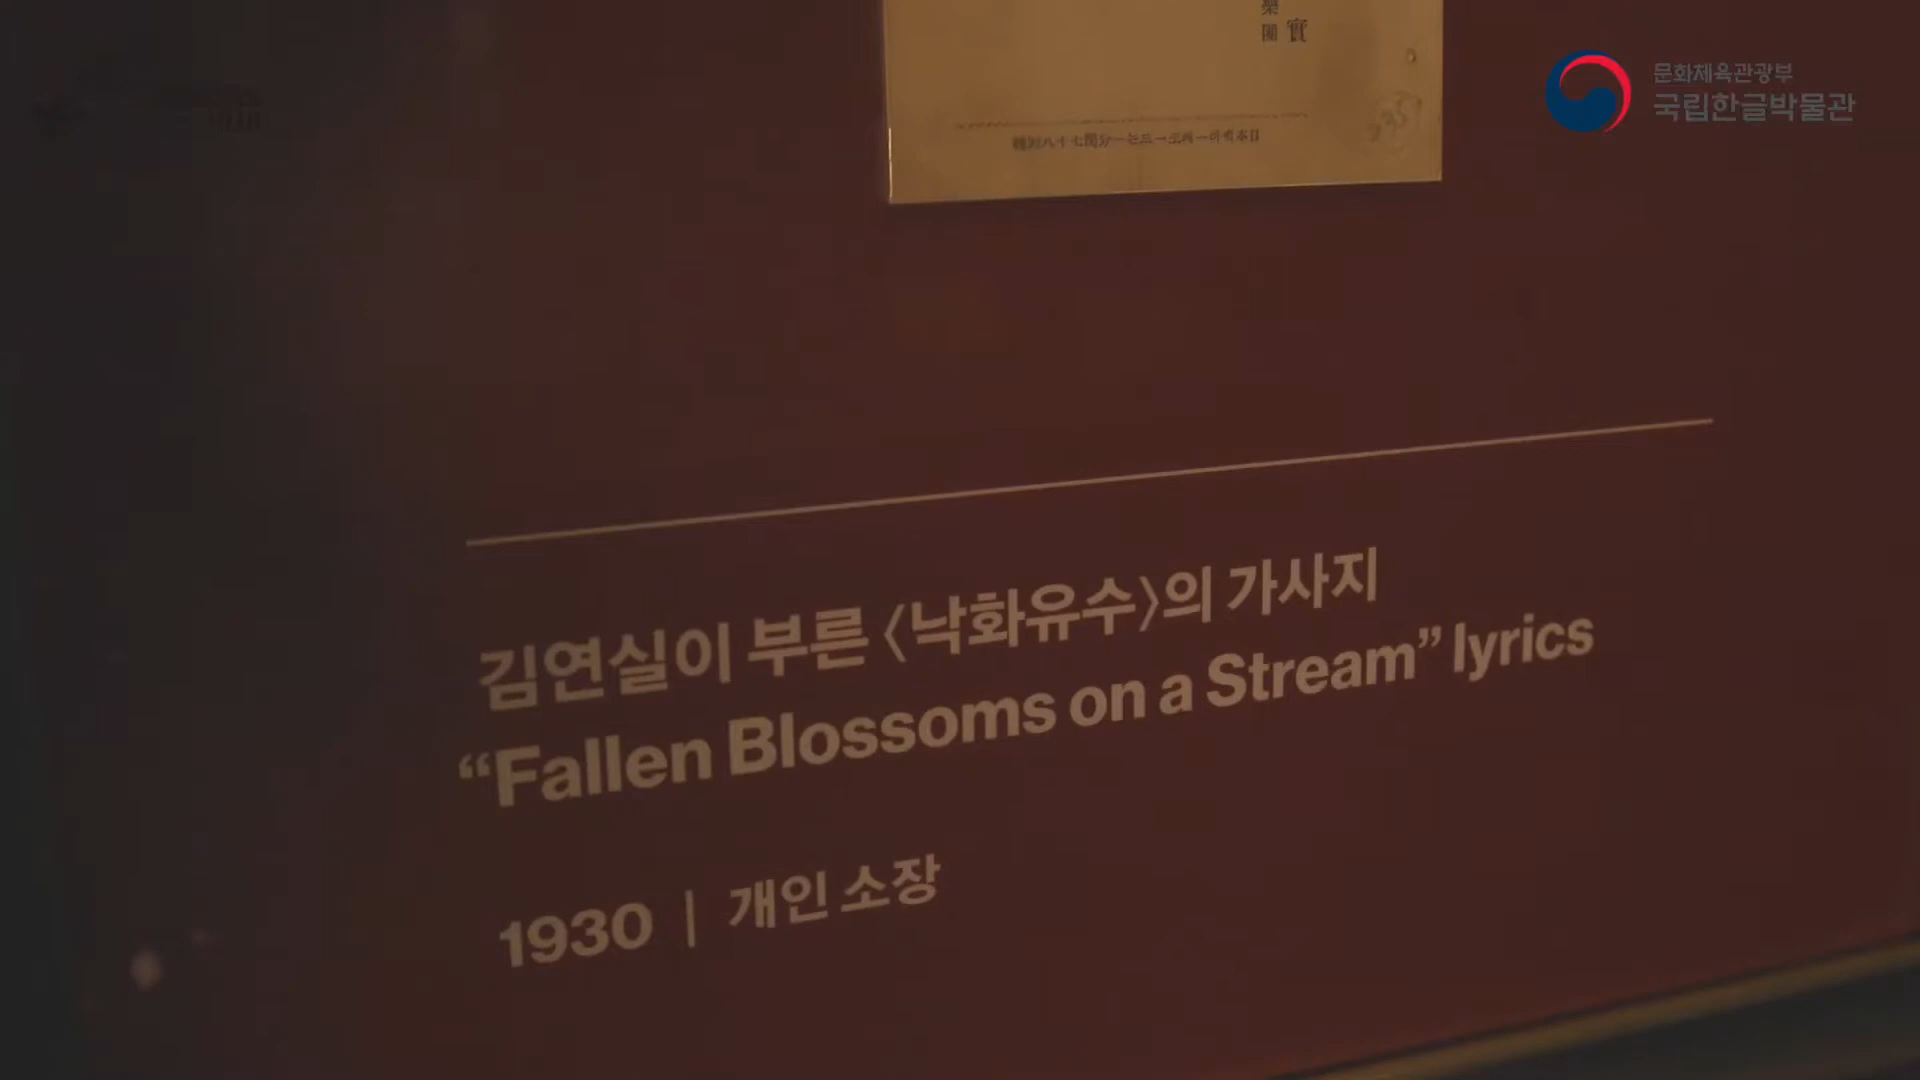 문화체육관광부
국립한글박물관
김연실이 부른 〈낙화유수〉의 가사지
“Fallen Blossoms on a Stream” lyrics
1930 | 개인 소장